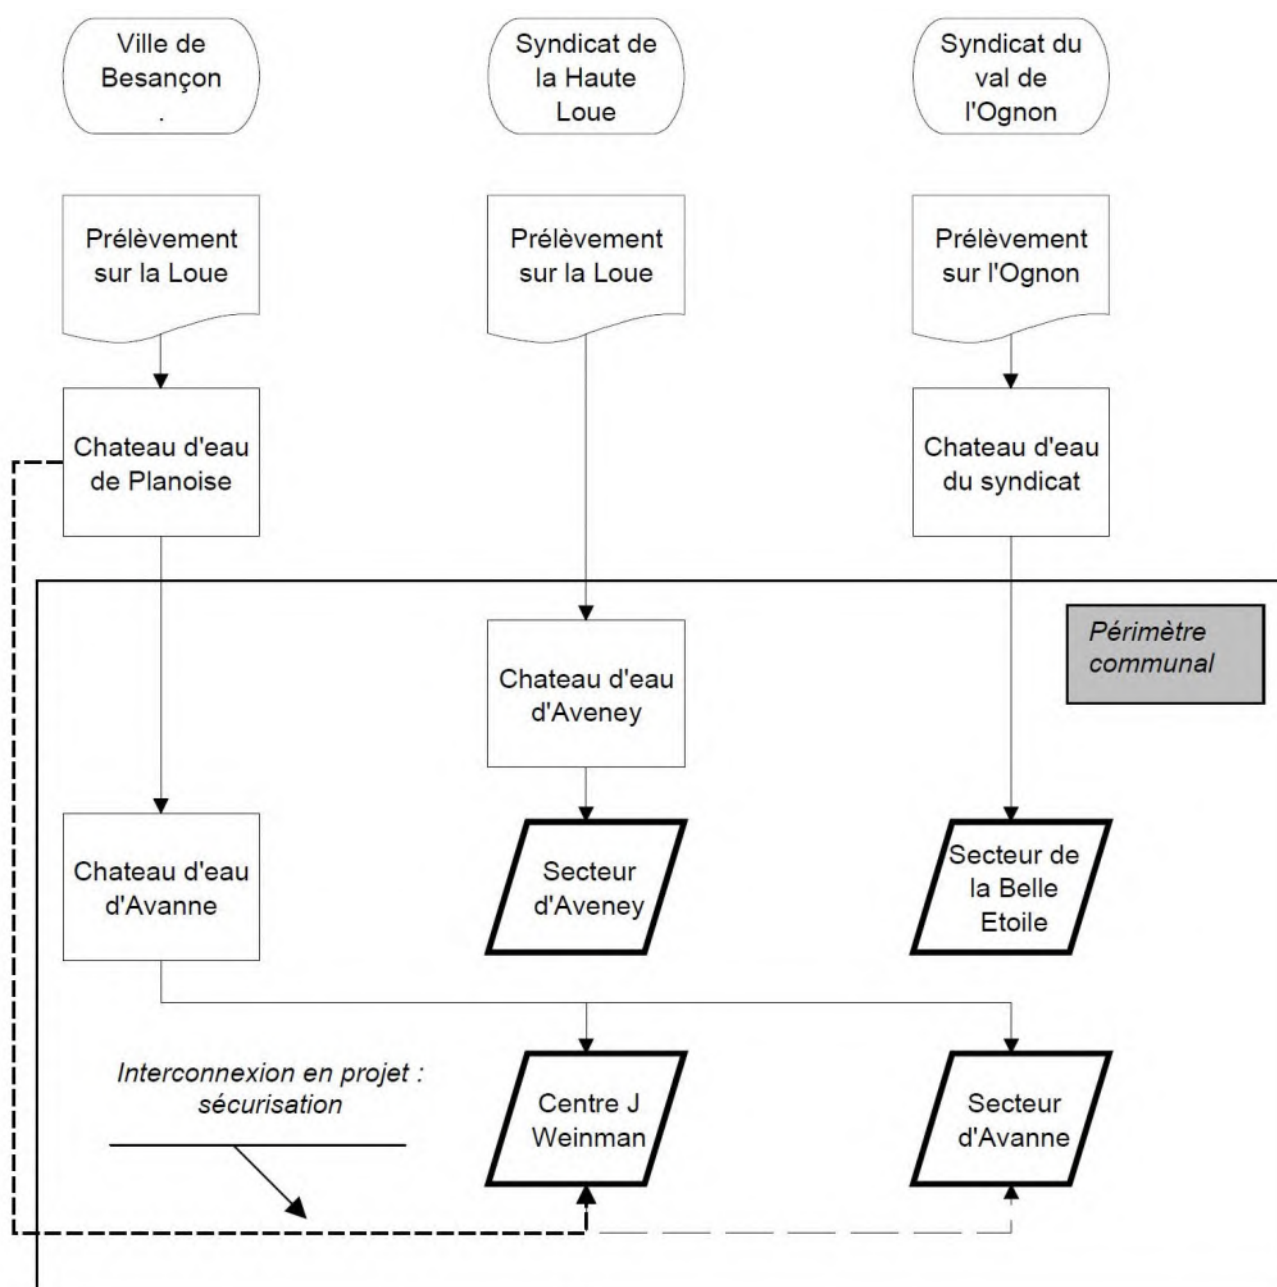 Ville de
Besançon
.
Syndicat de
la Haute
Loue
Syndicat du
val de
l'Ognon
Prélèvement
sur la Loue
Prélèvement
sur la Loue
Prélèvement
sur l'Ognon
Chateau d'eau
de Planoise
Chateau d'eau
du syndicat
Périmètre
communal
Chateau d'eau
d'Aveney
Chateau d'eau
d'Avanne
Secteur
d'Aveney
Secteur de
la Belle
Etoile
Interconnexion en projet :
sécurisation
Centre J
Weinman
Secteur
d'Avanne